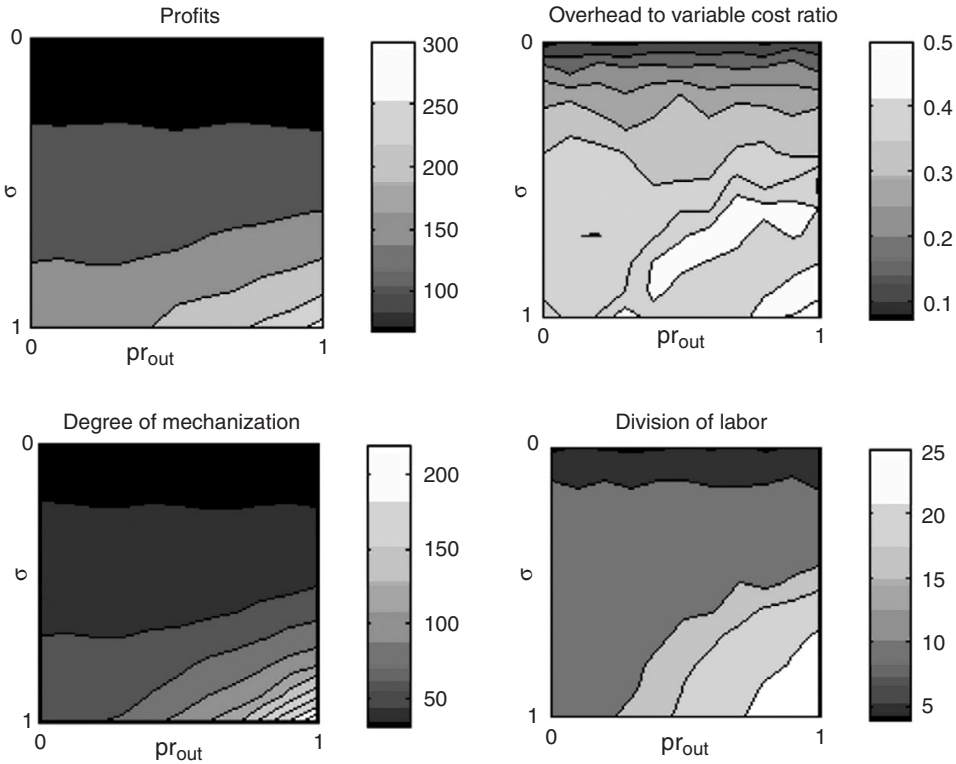 Profits
0
σ
1
0
pr_out
1
300
250
200
150
100
Overhead to variable cost ratio
0
σ
1
0
pr_out
1
0.5
0.4
0.3
0.2
0.1
Degree of mechanization
0
σ
1
0
pr_out
1
200
150
100
50
Division of labor
0
σ
1
0
pr_out
1
25
20
15
10
5